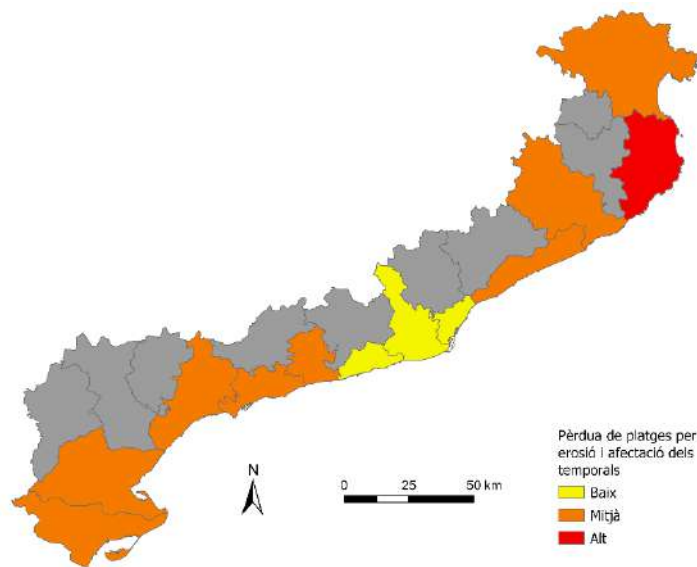 N
0 25 50 km
Pèrdua de platges per
erosió i afectació dels
temporals
Baix
Mitjà
Alt